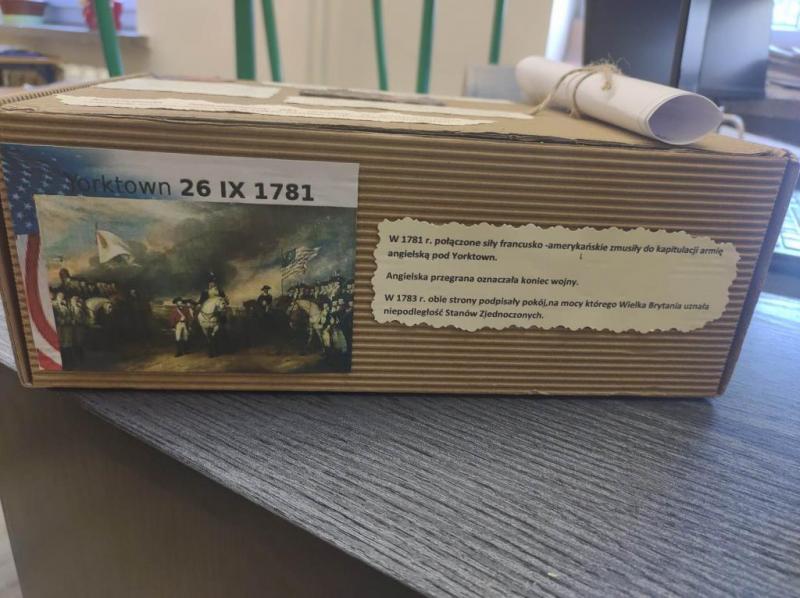 Yorktown 26 IX 1781
W 1781 r. połączone siły francusko -amerykańskie zmusiły do kapitulacji armię
angielską pod Yorktown.
Angielska przegrana oznaczała koniec wojny.
W 1783 r. obie strony podpisały pokój,na mocy którego Wielka Brytania uznała
niepodległość Stanów Zjednoczonych.